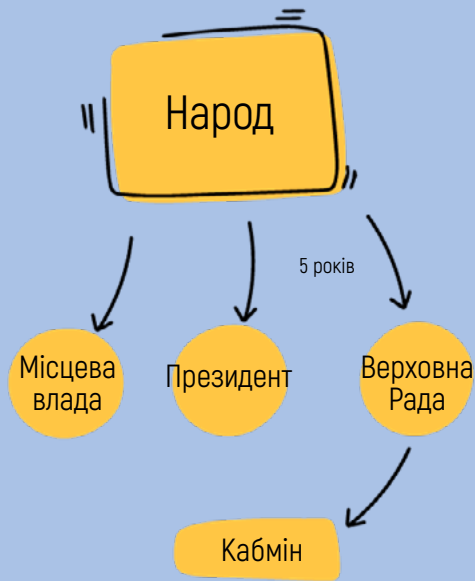 Народ
5 років
Місцева
влада
Президент
Верховна
Рада
Кабмін